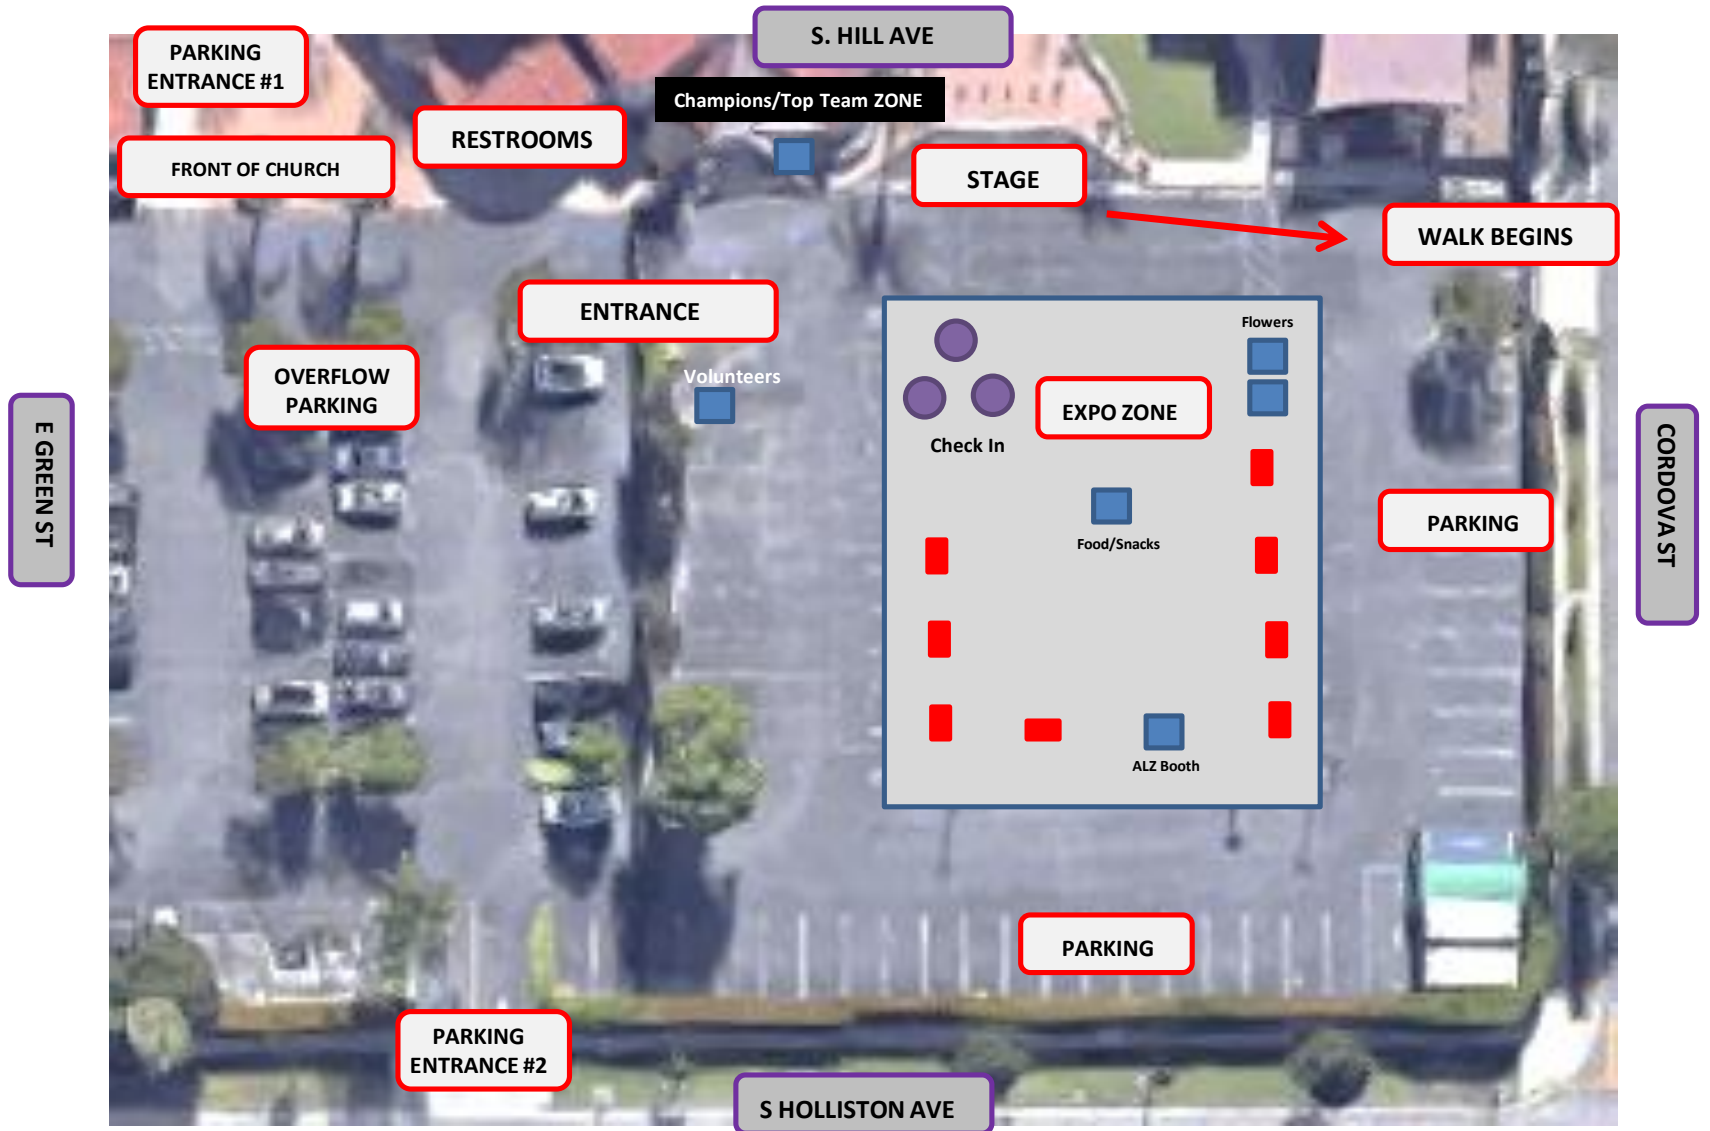 S. HILL AVE
PARKING
ENTRANCE #1
Champions/Top Team ZONE
RESTROOMS
FRONT OF CHURCH
STAGE
WALK BEGINS
ENTRANCE
Flowers
Volunteers
OVERFLOW
PARKING
EXPO ZONE
Check In
E GREEN ST
CORDOVA ST
PARKING
Food/Snacks
ALZ Booth
PARKING
PARKING
ENTRANCE #2
S HOLLISTON AVE